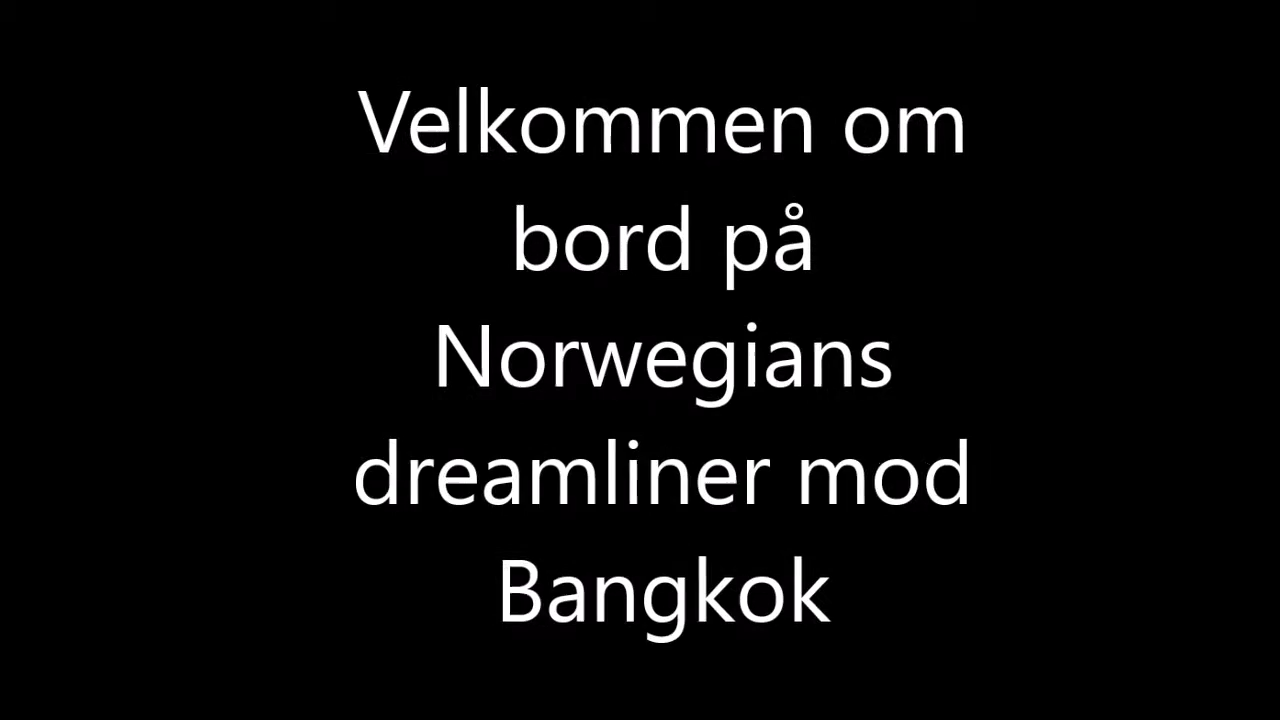 Velkommen om
bord på
Norwegians
dreamliner mod
Bangkok